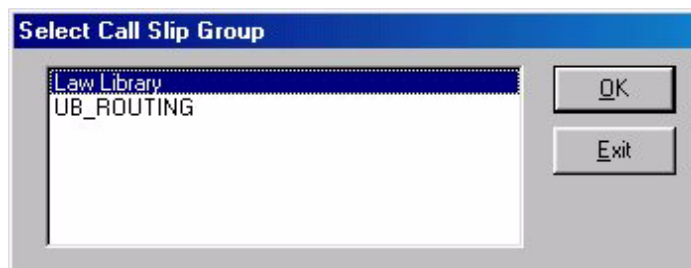 Select Call Slip Group
Law Library
UB_ROUTING
OK
Exit